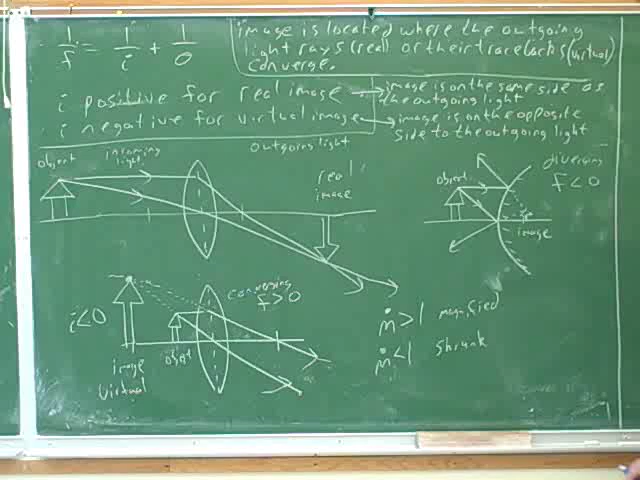 1/f = 1/i + 1/o
image is located where the outgoing
light rays (real) or their tracebacks (virtual)
converge.
i positive for real image → image is on the same side as
the outgoing light
i negative for virtual image → image is on the opposite
side to the outgoing light
object
incoming
light
outgoing light
real
image
object
diverging
f<0
image
i<0
converging
f>0
object
image
virtual
m>1 magnified
m<1 shrunk